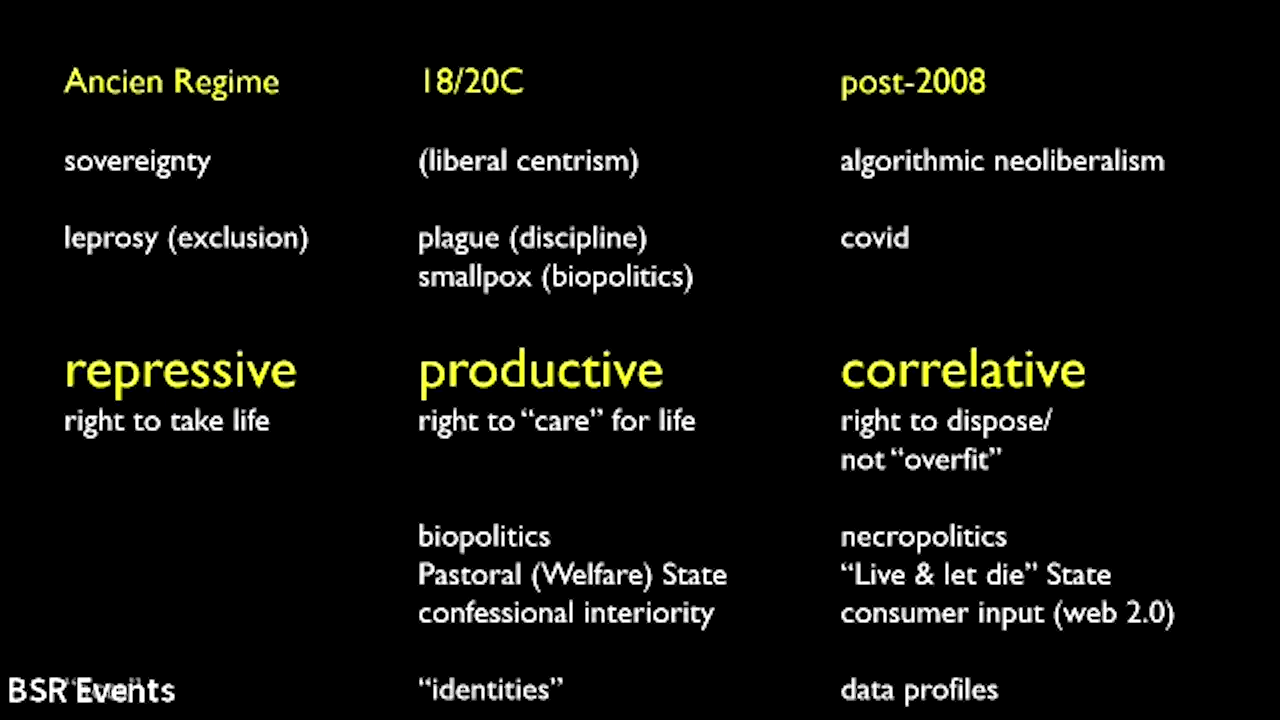 Ancien Regime
18/20C
post-2008
sovereignty
(liberal centrism)
algorithmic neoliberalism
leprosy (exclusion)
plague (discipline)
covid
smallpox (biopolitics)
repressive
productive
correlative
right to take life
right to “care” for life
right to dispose/
not “overfit”
biopolitics
necropolitics
Pastoral (Welfare) State
“Live & let die” State
confessional interiority
consumer input (web 2.0)
BSR Events
“identities”
data profiles